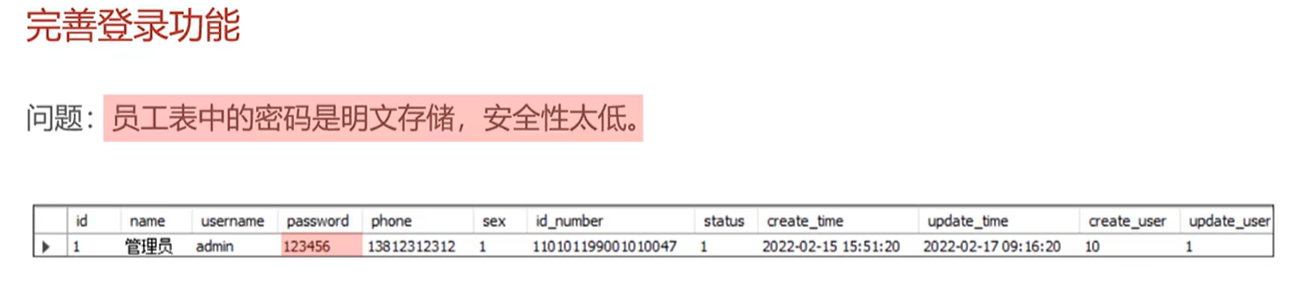 完善登录功能
问题：员工表中的密码是明文存储，安全性太低。
id name username password phone sex id_number status create_time update_time create_user update_user
1 管理员 admin 123456 13812312312 1 110101199001010047 1 2022-02-15 15:51:20 2022-02-17 09:16:20 10 1